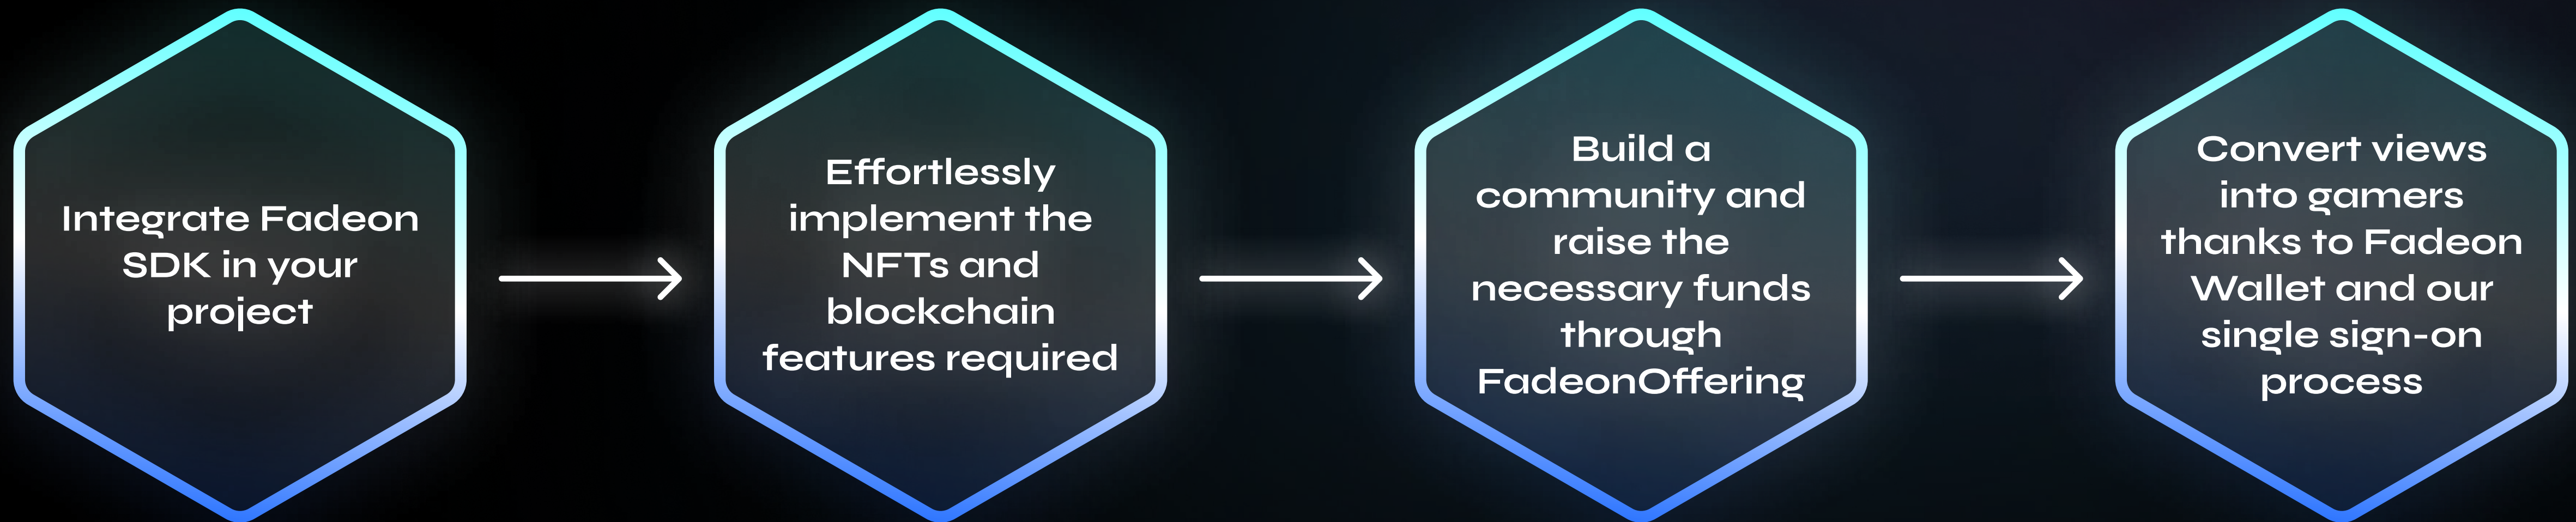 Integrate Fadeon
SDK in your
project
Effortlessly
implement the
NFTs and
blockchain
features required
Build a
community and
raise the
necessary funds
through
FadeonOffering
Convert views
into gamers
thanks to Fadeon
Wallet and our
single sign-on
process